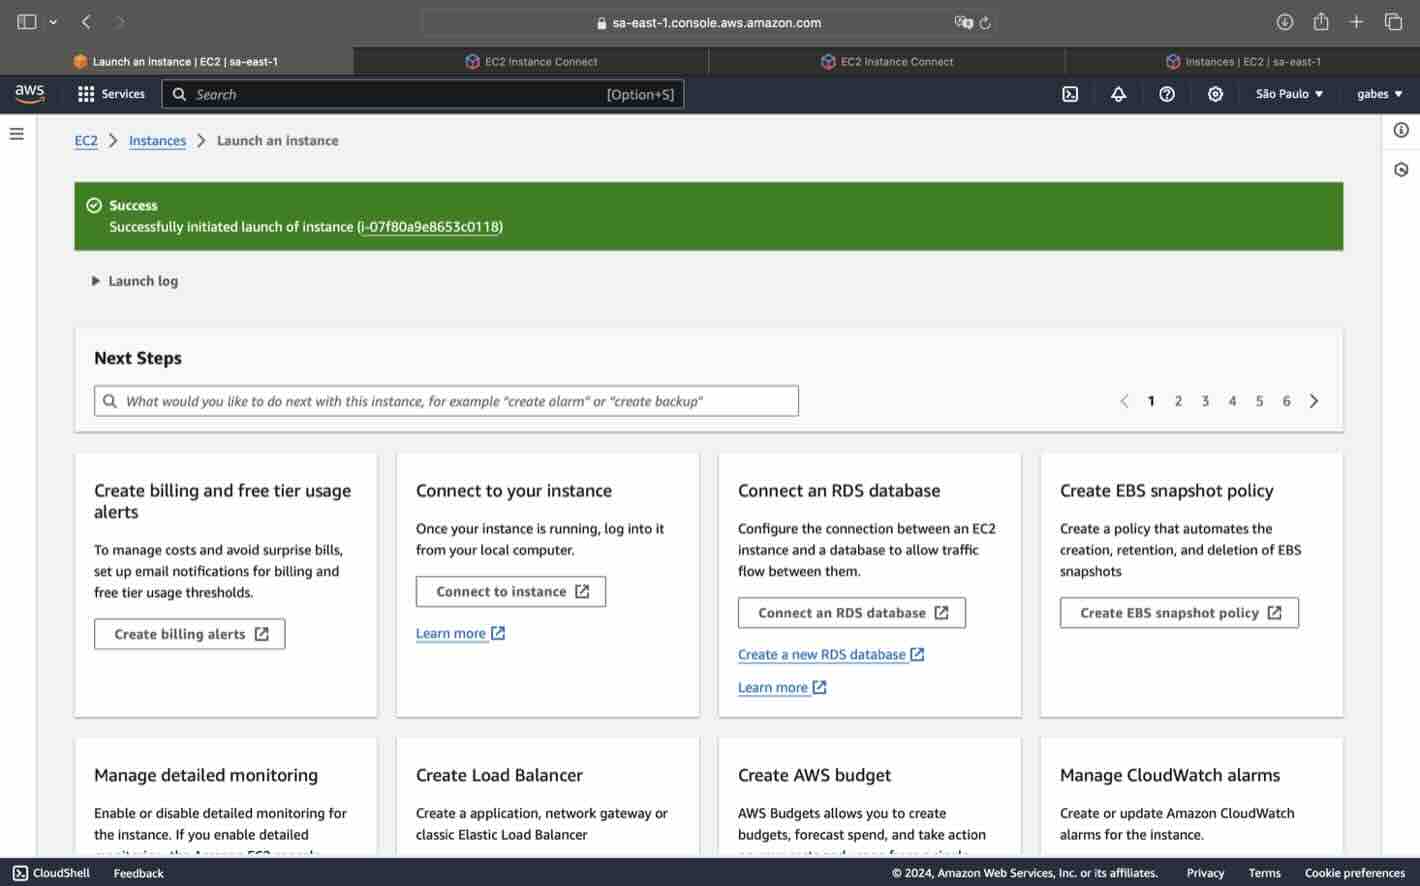 sa-east-1.console.aws.amazon.com
Launch an instance | EC2 | sa-east-1
EC2 Instance Connect
EC2 Instance Connect
Instances | EC2 | sa-east-1
aws
Services
Search
[Option+S]
São Paulo
gabes
EC2
Instances
Launch an instance
Success
Successfully initiated launch of instance (i-07f80a9e8653c0118)
Launch log
Next Steps
What would you like to do next with this instance, for example "create alarm" or "create backup"
1 2 3 4 5 6
Create billing and free tier usage
alerts
To manage costs and avoid surprise bills,
set up email notifications for billing and
free tier usage thresholds.
Create billing alerts
Connect to your instance
Once your instance is running, log into it
from your local computer.
Connect to instance
Learn more
Connect an RDS database
Configure the connection between an EC2
instance and a database to allow traffic
flow between them.
Connect an RDS database
Create a new RDS database
Learn more
Create EBS snapshot policy
Create a policy that automates the
creation, retention, and deletion of EBS
snapshots
Create EBS snapshot policy
Manage detailed monitoring
Enable or disable detailed monitoring for
the instance. If you enable detailed
Create Load Balancer
Create a application, network gateway or
classic Elastic Load Balancer
Create AWS budget
AWS Budgets allows you to create
budgets, forecast spend, and take action
Manage CloudWatch alarms
Create or update Amazon CloudWatch
alarms for the instance.
CloudShell
Feedback
© 2024, Amazon Web Services, Inc. or its affiliates.
Privacy
Terms
Cookie preferences